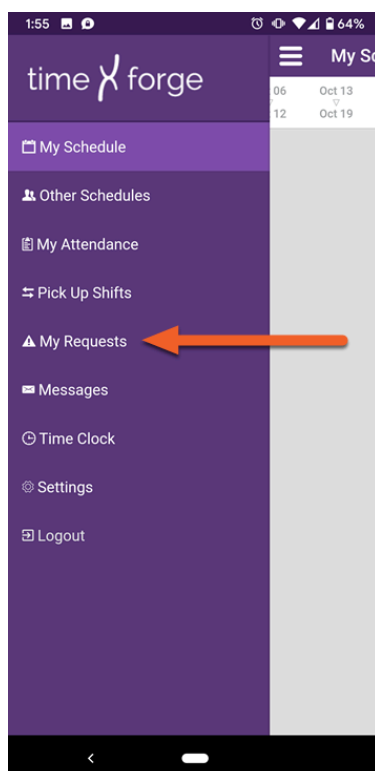 1:55 64%
time forge
My Sc
06 Oct 13
12 Oct 19
My Schedule
Other Schedules
My Attendance
Pick Up Shifts
My Requests
Messages
Time Clock
Settings
Logout